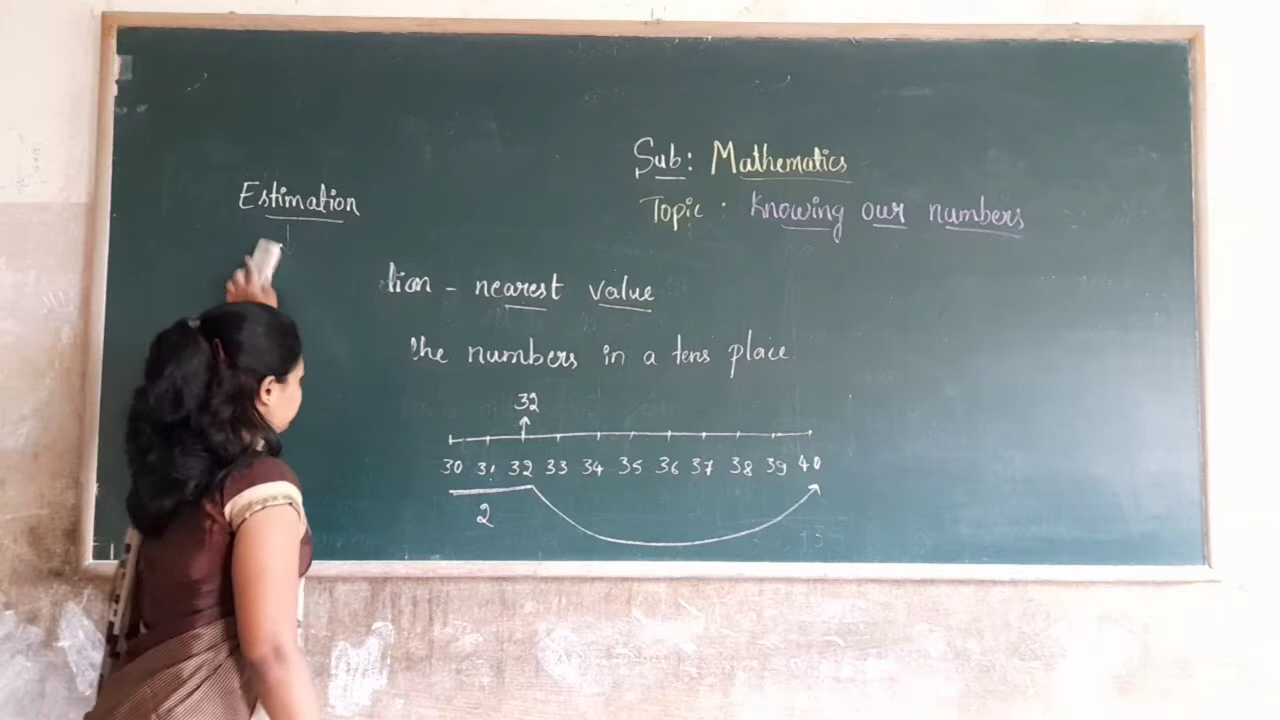 Sub: Mathematics
Topic: Knowing our numbers
Estimation
tion - nearest value
the numbers in a tens place
32
30 31 32 33 34 35 36 37 38 39 40
2